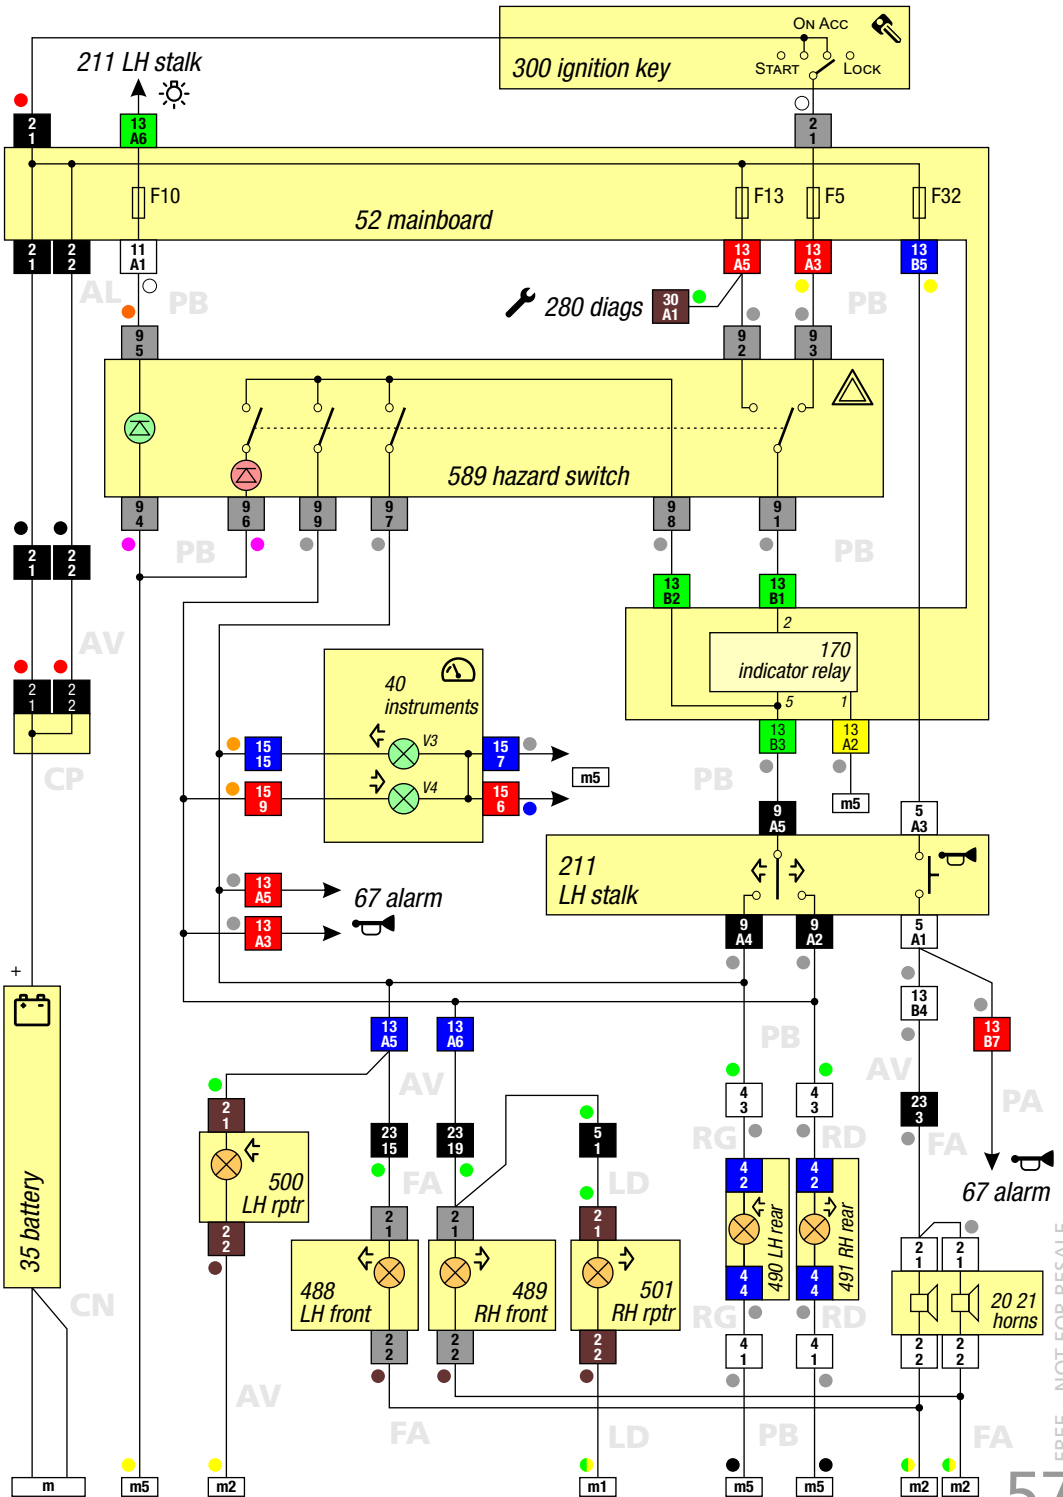 ON ACC
START
LOCK
300 ignition key
211 LH stalk
2
1
13
A6
2
1
F10
F13
F5
F32
52 mainboard
2
1
2
2
11
A1
13
A5
13
A3
13
B5
AL
PB
PB
280 diags
30
A1
9
5
9
2
9
3
589 hazard switch
9
4
9
6
9
9
9
7
9
8
9
1
PB
PB
2
1
2
2
13
B2
13
B1
2
170
indicator relay
5
1
AV
2
1
2
2
CP
40
instruments
V3
V4
15
15
15
7
15
9
15
6
m5
13
B3
13
A2
PB
m5
9
A5
5
A3
211
LH stalk
13
A5
67 alarm
13
A3
9
A4
9
A2
5
A1
+
35 battery
13
B4
13
B7
13
A5
13
A6
PB
AV
AV
PA
2
1
23
15
23
19
5
1
4
3
4
3
23
3
FA
LD
RG
RD
FA
67 alarm
500
LH rptr
4
2
4
2
490 LH rear
491 RH rear
2
2
2
1
2
1
2
1
2
1
2
1
488
LH front
489
RH front
501
RH rptr
4
4
4
4
20 21
horns
CN
RG
RD
2
2
2
2
2
2
4
1
4
1
2
2
2
2
AV
FA
LD
PB
FA
m
m5
m2
m1
m5
m5
m2
m2
FREE
NOT FOR RESALE
57